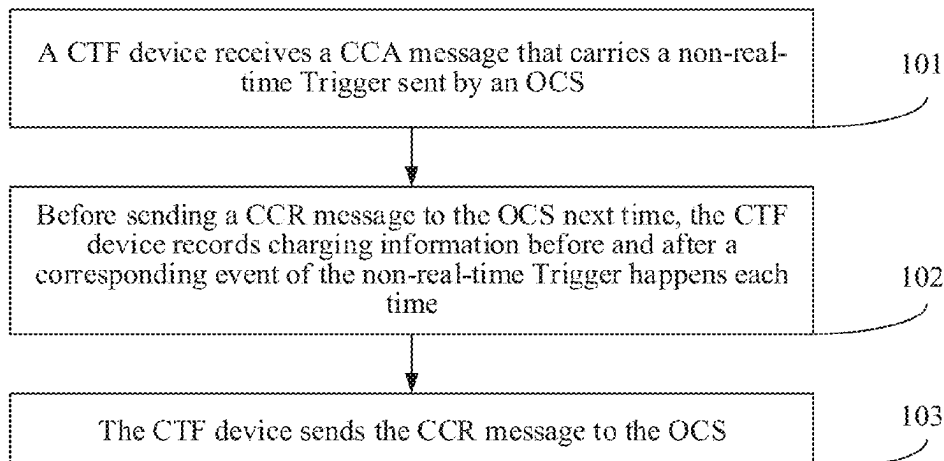 A CTF device receives a CCA message that carries a non-real-
time Trigger sent by an OCS
101
Before sending a CCR message to the OCS next time, the CTF
device records charging information before and after a
corresponding event of the non-real-time Trigger happens each
time
102
The CTF device sends the CCR message to the OCS
103